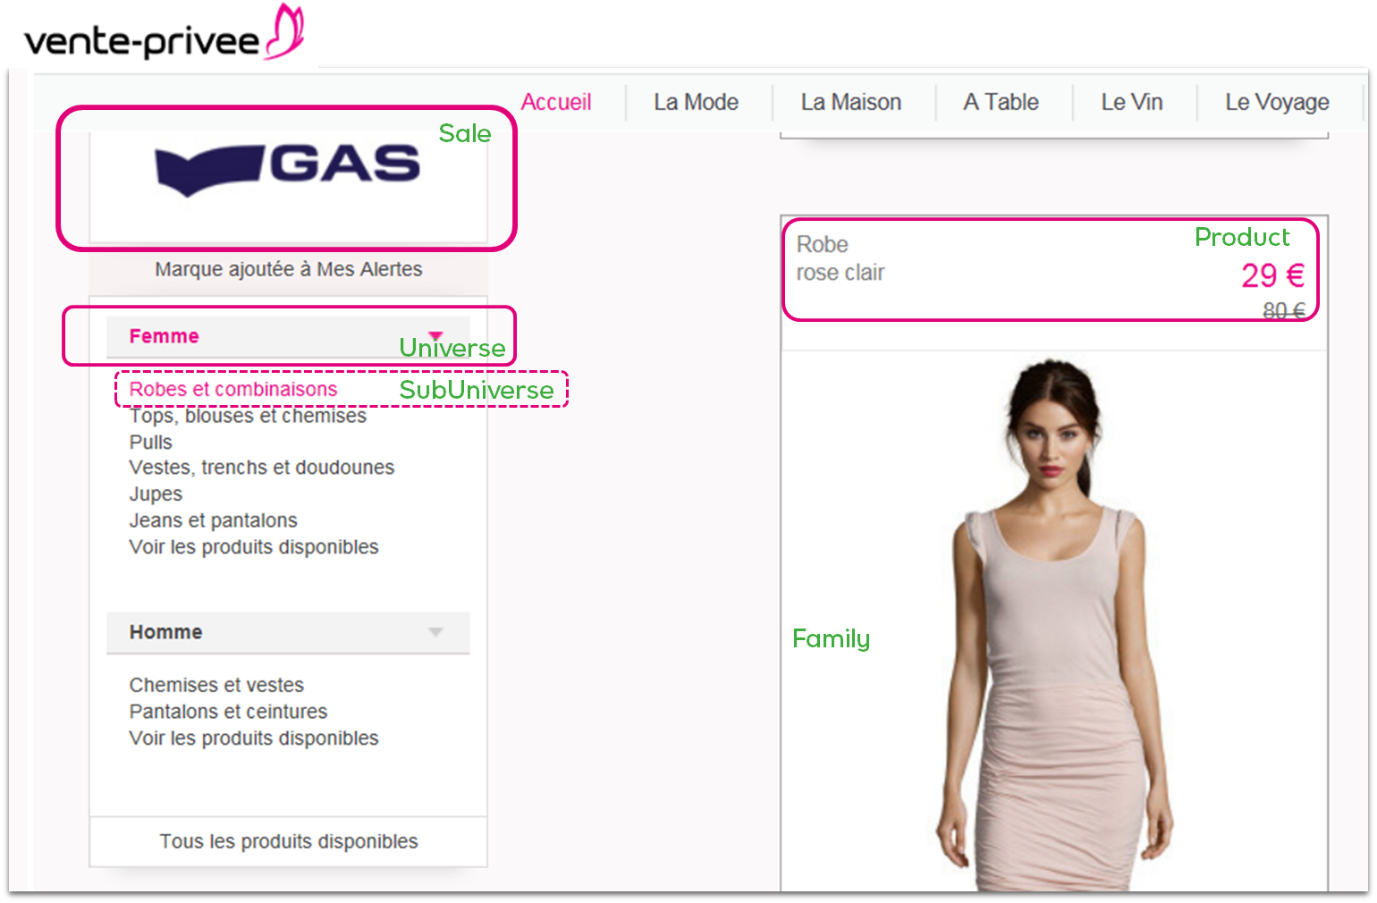 vente-privee
Accueil
La Mode
La Maison
A Table
Le Vin
Le Voyage
Sale
GAS
Marque ajoutée à Mes Alertes
Femme
Universe
Robes et combinaisons
SubUniverse
Tops, blouses et chemises
Pulls
Vestes, trenchs et doudounes
Jupes
Jeans et pantalons
Voir les produits disponibles
Homme
Chemises et vestes
Pantalons et ceintures
Voir les produits disponibles
Tous les produits disponibles
Product
Robe
rose clair
29 €
80 €
Family